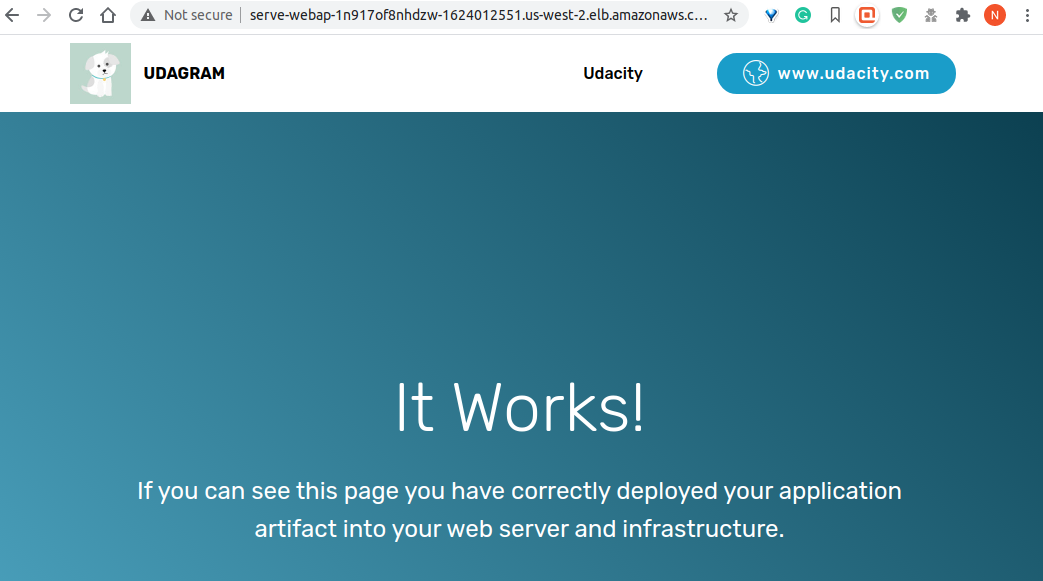 Not secure serve-webap-1n917of8nhdzw-1624012551.us-west-2.elb.amazonaws.c... N
UDAGRAM Udacity www.udacity.com
It Works!
If you can see this page you have correctly deployed your application
artifact into your web server and infrastructure.